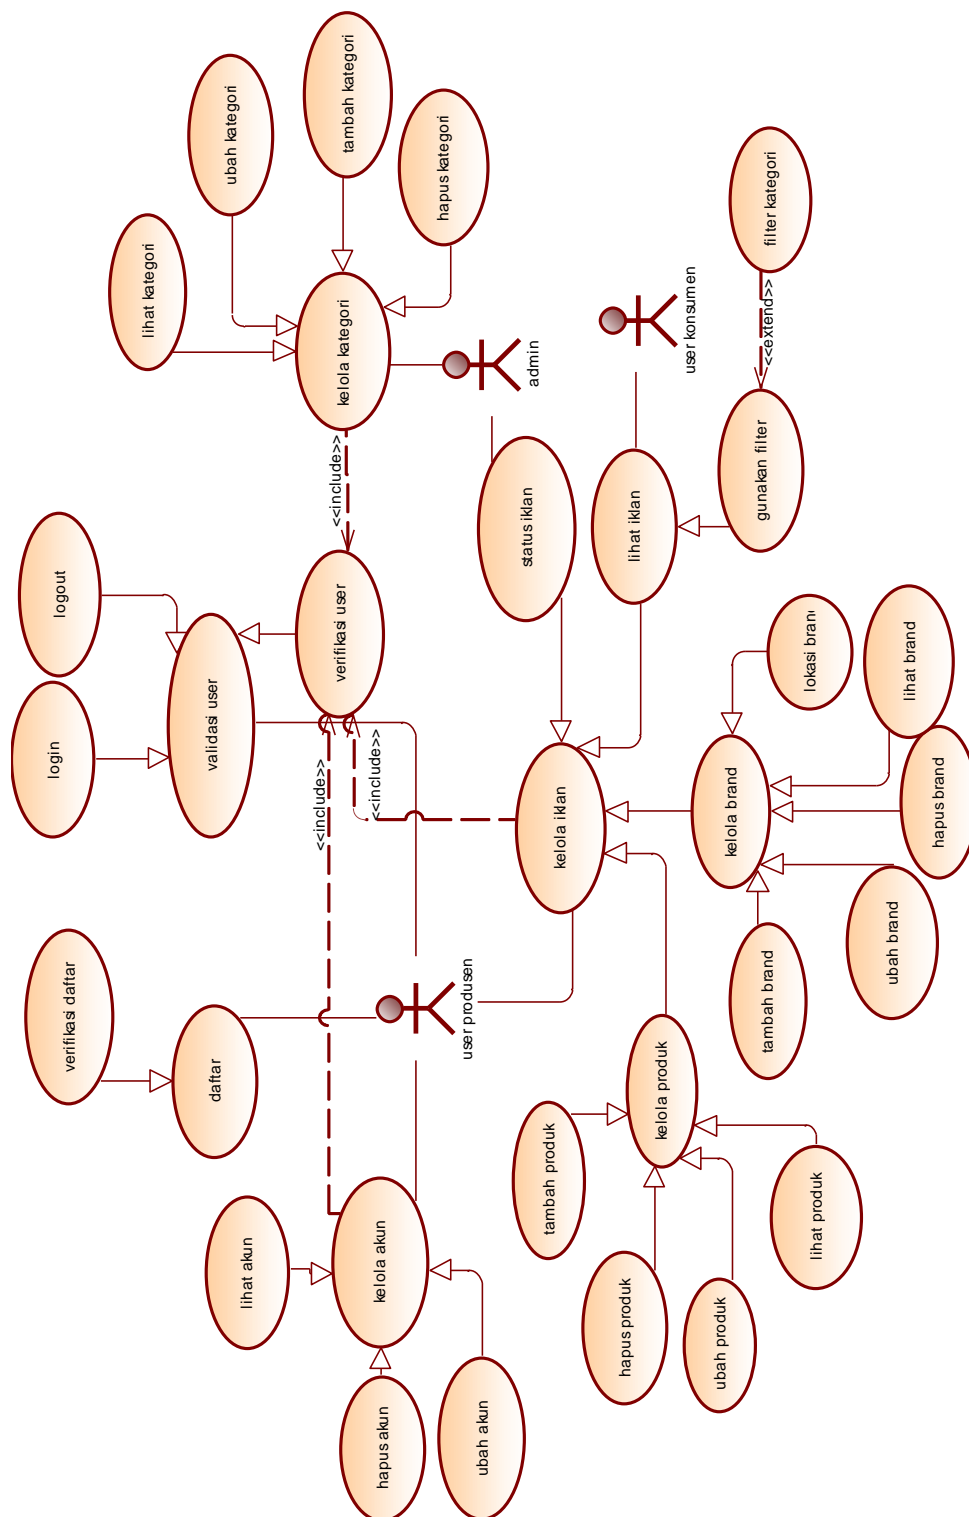 verifikasi daftar
login
logout
lihat kategori
daftar
validasi user
ubah kategori
lihat akun
<<include>>
<<include>>
verifikasi user
kelola kategori
tambah kategori
<<include>>
kelola akun
hapus akun
hapus kategori
user produsen
ubah akun
status iklan
admin
tambah produk
kelola iklan
hapus produk
lihat iklan
kelola produk
user konsumen
ubah produk
kelola brand
tambah brand
gunakan filter
<<extend>>
filter kategori
lihat produk
lokasi bran
ubah brand
lihat brand
hapus brand